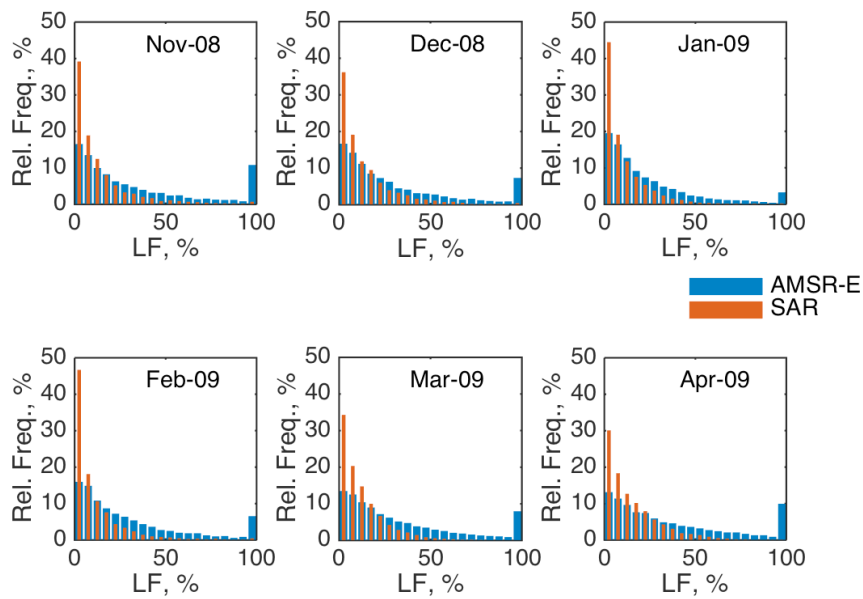 50
40
30
20
10
0
Rel. Freq., %
Nov-08
0 50 100
LF, %
50
40
30
20
10
0
Rel. Freq., %
Dec-08
0 50 100
LF, %
50
40
30
20
10
0
Rel. Freq., %
Jan-09
0 50 100
LF, %
AMSR-E
SAR
50
40
30
20
10
0
Rel. Freq., %
Feb-09
0 50 100
LF, %
50
40
30
20
10
0
Rel. Freq., %
Mar-09
0 50 100
LF, %
50
40
30
20
10
0
Rel. Freq., %
Apr-09
0 50 100
LF, %